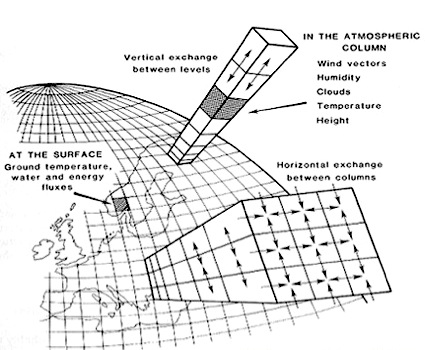 IN THE ATMOSPHERIC
COLUMN
Wind vectors
Humidity
Clouds
Temperature
Height
Vertical exchange
between levels
AT THE SURFACE
Ground temperature,
water and energy
fluxes
Horizontal exchange
between columns